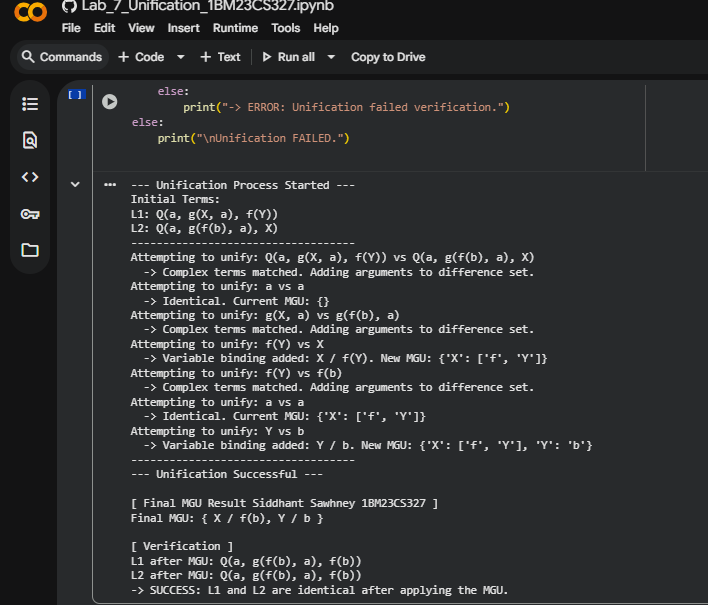 Lab_7_Unification_1BM23CS327.ipynb
File Edit View Insert Runtime Tools Help
Commands + Code + Text Run all Copy to Drive
[ ]
else:
print("-> ERROR: Unification failed verification.")
else:
print("\nUnification FAILED.")
--- Unification Process Started ---
Initial Terms:
L1: Q(a, g(X, a), f(Y))
L2: Q(a, g(f(b), a), X)
-----------------------------------
Attempting to unify: Q(a, g(X, a), f(Y)) vs Q(a, g(f(b), a), X)
-> Complex terms matched. Adding arguments to difference set.
Attempting to unify: a vs a
-> Identical. Current MGU: {}
Attempting to unify: g(X, a) vs g(f(b), a)
-> Complex terms matched. Adding arguments to difference set.
Attempting to unify: f(Y) vs X
-> Variable binding added: X / f(Y). New MGU: {'X': ['f', 'Y']}
Attempting to unify: f(Y) vs f(b)
-> Complex terms matched. Adding arguments to difference set.
Attempting to unify: a vs a
-> Identical. Current MGU: {'X': ['f', 'Y']}
Attempting to unify: Y vs b
-> Variable binding added: Y / b. New MGU: {'X': ['f', 'Y'], 'Y': 'b'}
-----------------------------------
--- Unification Successful ---
[ Final MGU Result Siddhant Sawhney 1BM23CS327 ]
Final MGU: { X / f(b), Y / b }
[ Verification ]
L1 after MGU: Q(a, g(f(b), a), f(b))
L2 after MGU: Q(a, g(f(b), a), f(b))
-> SUCCESS: L1 and L2 are identical after applying the MGU.